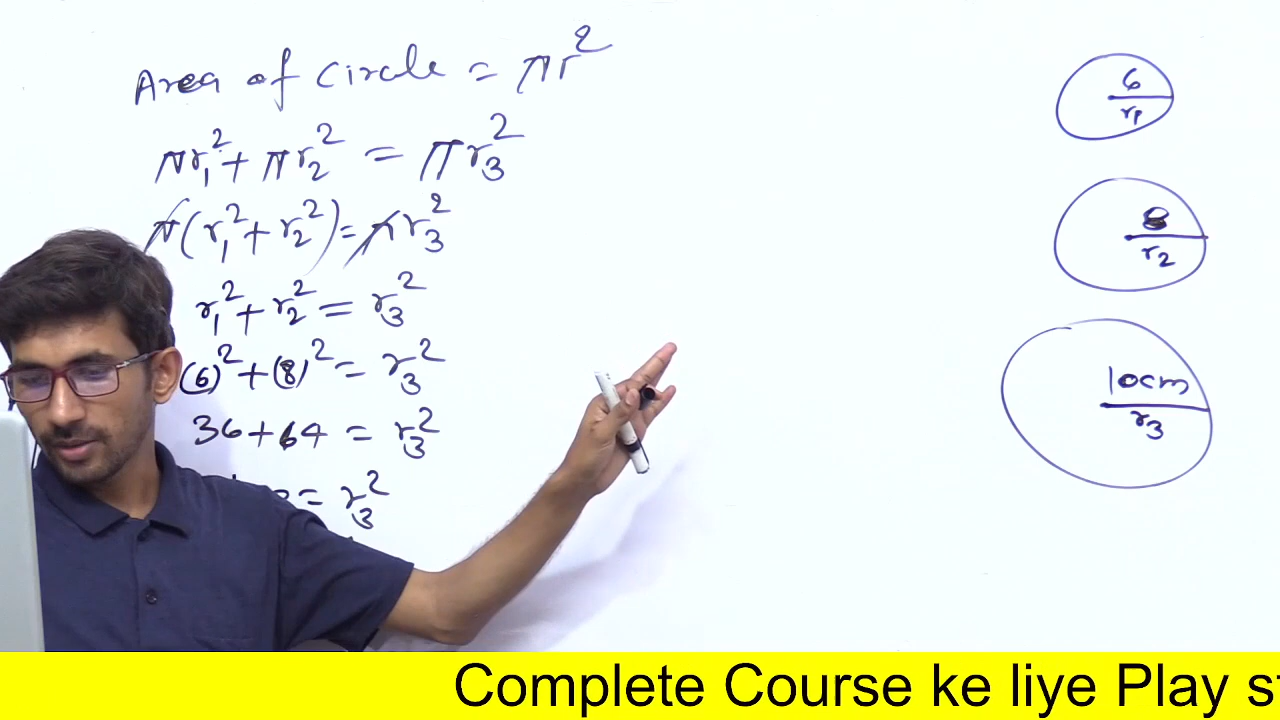 Area of Circle = πr²
πr₁² + πr₂² = πr₃²
π(r₁² + r₂²) = πr₃²
r₁² + r₂² = r₃²
(6)² + (8)² = r₃²
36 + 64 = r₃²
= r₃²
6
r₁
8
r₂
10cm
r₃
Complete Course ke liye Play